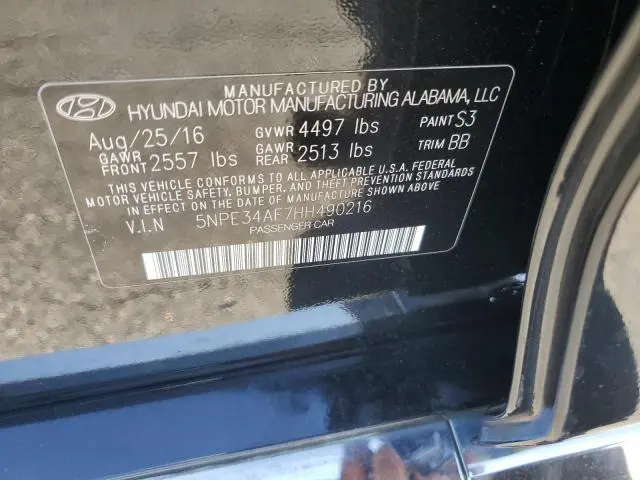 MANUFACTURED BY
HYUNDAI MOTOR MANUFACTURING ALABAMA, LLC
Aug/25/16 GVWR 4497 lbs PAINT S3
GAWR FRONT 2557 lbs GAWR REAR 2513 lbs TRIM BB
THIS VEHICLE CONFORMS TO ALL APPLICABLE U.S.A. FEDERAL
MOTOR VEHICLE SAFETY, BUMPER, AND THEFT PREVENTION STANDARDS
IN EFFECT ON THE DATE OF MANUFACTURE SHOWN ABOVE.
V.I.N 5NPE34AF7HH490216
PASSENGER CAR